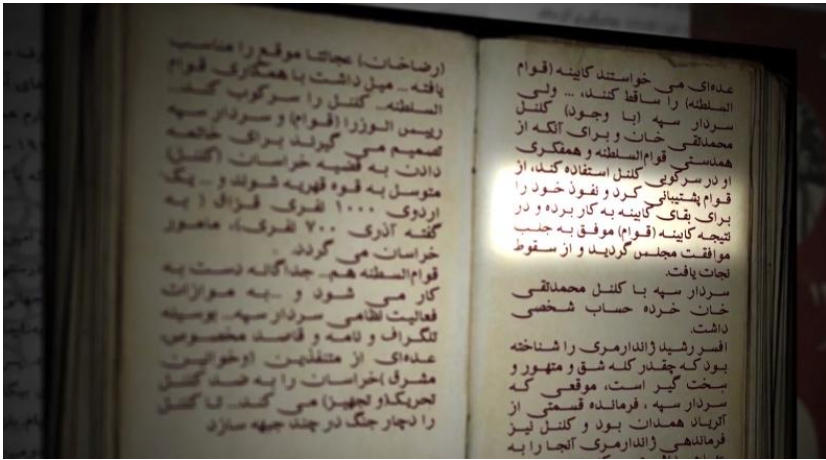 عده‌ای می خواستند کابینه (قوام
السلطنه) را ساقط کنند، ... ولی
سردار سپه (با وجود) کلنل
محمدتقی خان و برای آنکه از
همدستی قوام‌السلطنه و همفکری
او در سرکوبی کلنل استفاده کند، از
قوام پشتیبانی کرد و نفوذ خود را
برای بقای کابینه به کار برده و در
نتیجه کابینه (قوام) موفق به جلب
موافقت مجلس گردید و از سقوط
نجات یافت.
سردار سپه با کلنل محمدتقی
خان خرده حساب شخصی
داشت.
افسر رشید ژاندارمری را شناخته
بود که چقدر کله شق و متهور و
سخت گیر است، موقعی که
سردار سپه ، فرمانده قسمتی از
آتریاد همدان بود و کلنل نیز
فرماندهی ژاندارمری آنجا را به
(رضاخان) عجالتا موقع را مناسب
یافته... میل داشت با همکاری قوام
السلطنه... کلنل را سرکوب کند...
رییس الوزرا (قوام) و سردار سپه
تصمیم می گیرند برای خاتمه
دادن به قضیه خراسان (کلنل)
متوسل به قوه قهریه شوند و ... یک
اردوی ۱۰۰۰ نفری قزاق ( به
گفته آذری ۷۰۰ نفری)، مامور
خراسان می گردد.
قوام‌السلطنه هم... جداگانه دست به
کار می شود و ...به موازات
فعالیت نظامی سردار سپه... بوسیله
تلگراف و نامه و قاصد مخصوص،
عده‌ای از متنفذین (وخوانین
مشرق )خراسان را به ضد کلنل
تحریک(و تجهیز) می کند... تا کلنل
را دچار جنگ در چند جبهه سازد